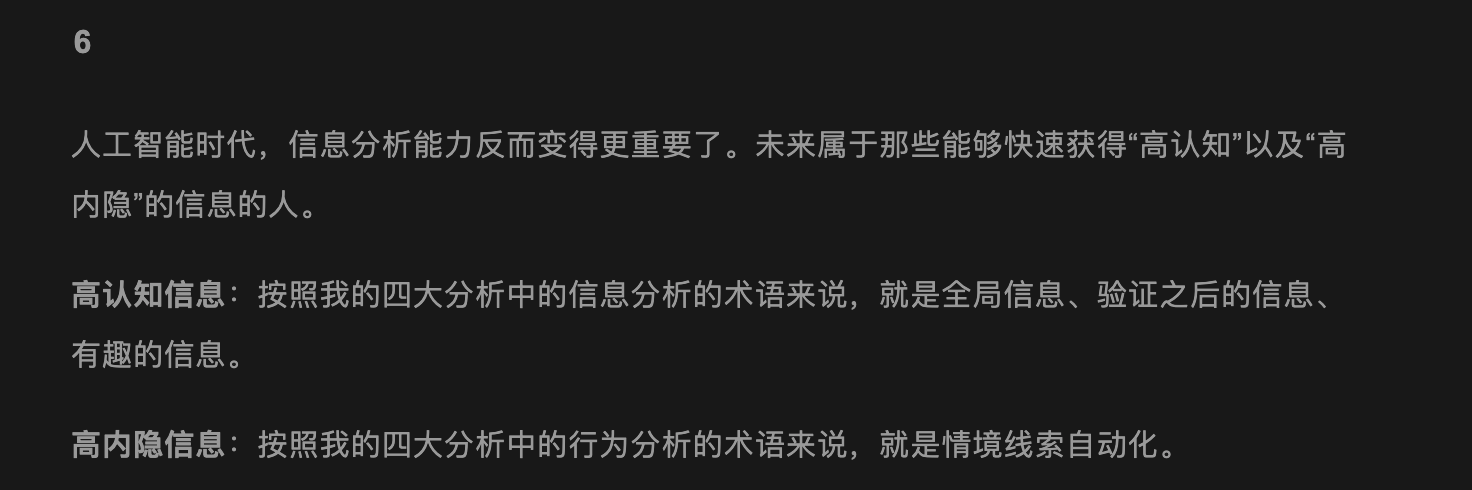 6
人工智能时代，信息分析能力反而变得更重要了。未来属于那些能够快速获得“高认知”以及“高
内隐”的信息的人。
高认知信息：按照我的四大分析中的信息分析的术语来说，就是全局信息、验证之后的信息、
有趣的信息。
高内隐信息：按照我的四大分析中的行为分析的术语来说，就是情境线索自动化。